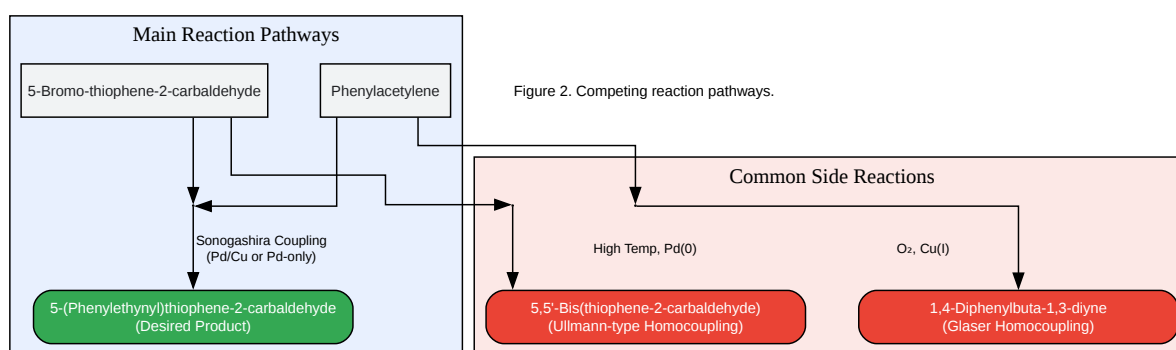 Main Reaction Pathways
5-Bromo-thiophene-2-carbaldehyde
Phenylacetylene
Figure 2. Competing reaction pathways.
Common Side Reactions
Sonogashira Coupling
(Pd/Cu or Pd-only)
High Temp, Pd(0)
O₂, Cu(I)
5-(Phenylethynyl)thiophene-2-carbaldehyde
(Desired Product)
5,5'-Bis(thiophene-2-carbaldehyde)
(Ullmann-type Homocoupling)
1,4-Diphenylbuta-1,3-diyne
(Glaser Homocoupling)